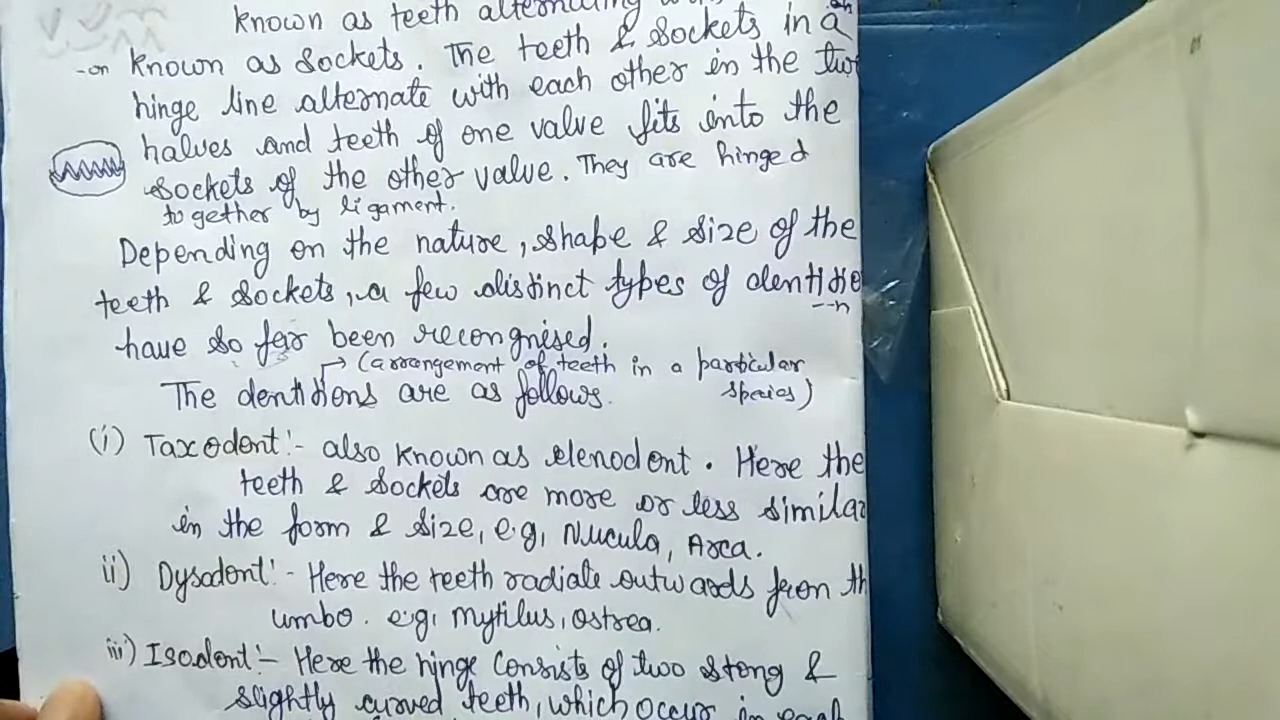 known as teeth alternating
-on known as sockets. The teeth & sockets in a
hinge line alternate with each other in the two
halves and teeth of one valve fits into the
sockets of the other valve. They are hinged
together by ligament.
Depending on the nature, shape & size of the
teeth & sockets, a few distinct types of dentitio
--n
have so far been recongnised.
→ (arrangement of teeth in a particular
species)
The dentitions are as follows.
(i) Taxodont:- also known as elenodont. Here the
teeth & sockets are more or less similar
in the form & size, e.g, Nucula, Arca.
ii) Dysodont:- Here the teeth radiate outwards from th
umbo. e.g, mytilus, ostrea.
iii) Isodont:- Here the hinge consists of two stong &
slightly curved teeth, which occur in each